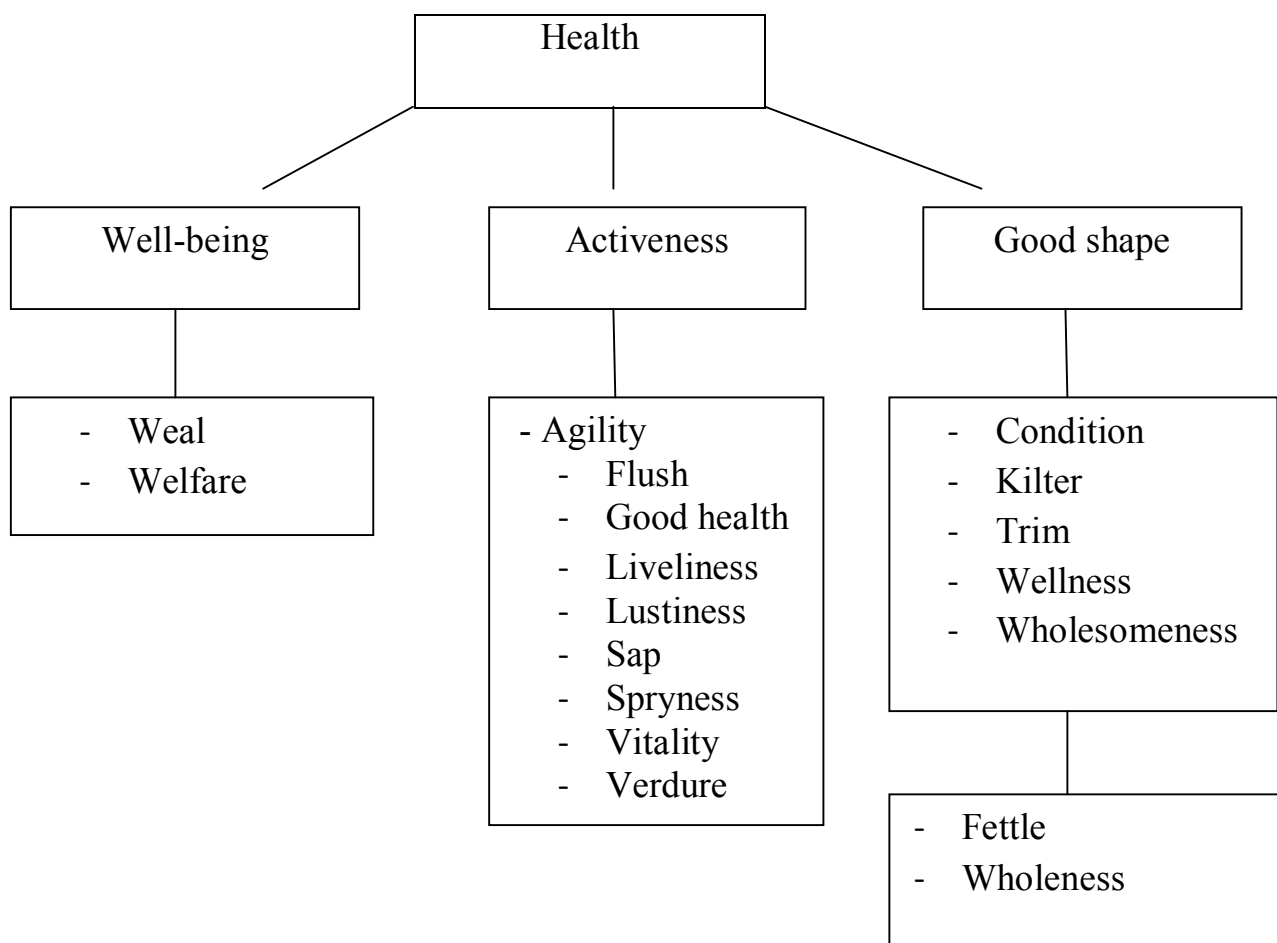 Health
Well-being
Activeness
Good shape
- Weal
- Welfare
- Agility
- Flush
- Good health
- Liveliness
- Lustiness
- Sap
- Spryness
- Vitality
- Verdure
- Condition
- Kilter
- Trim
- Wellness
- Wholesomeness
- Fettle
- Wholeness